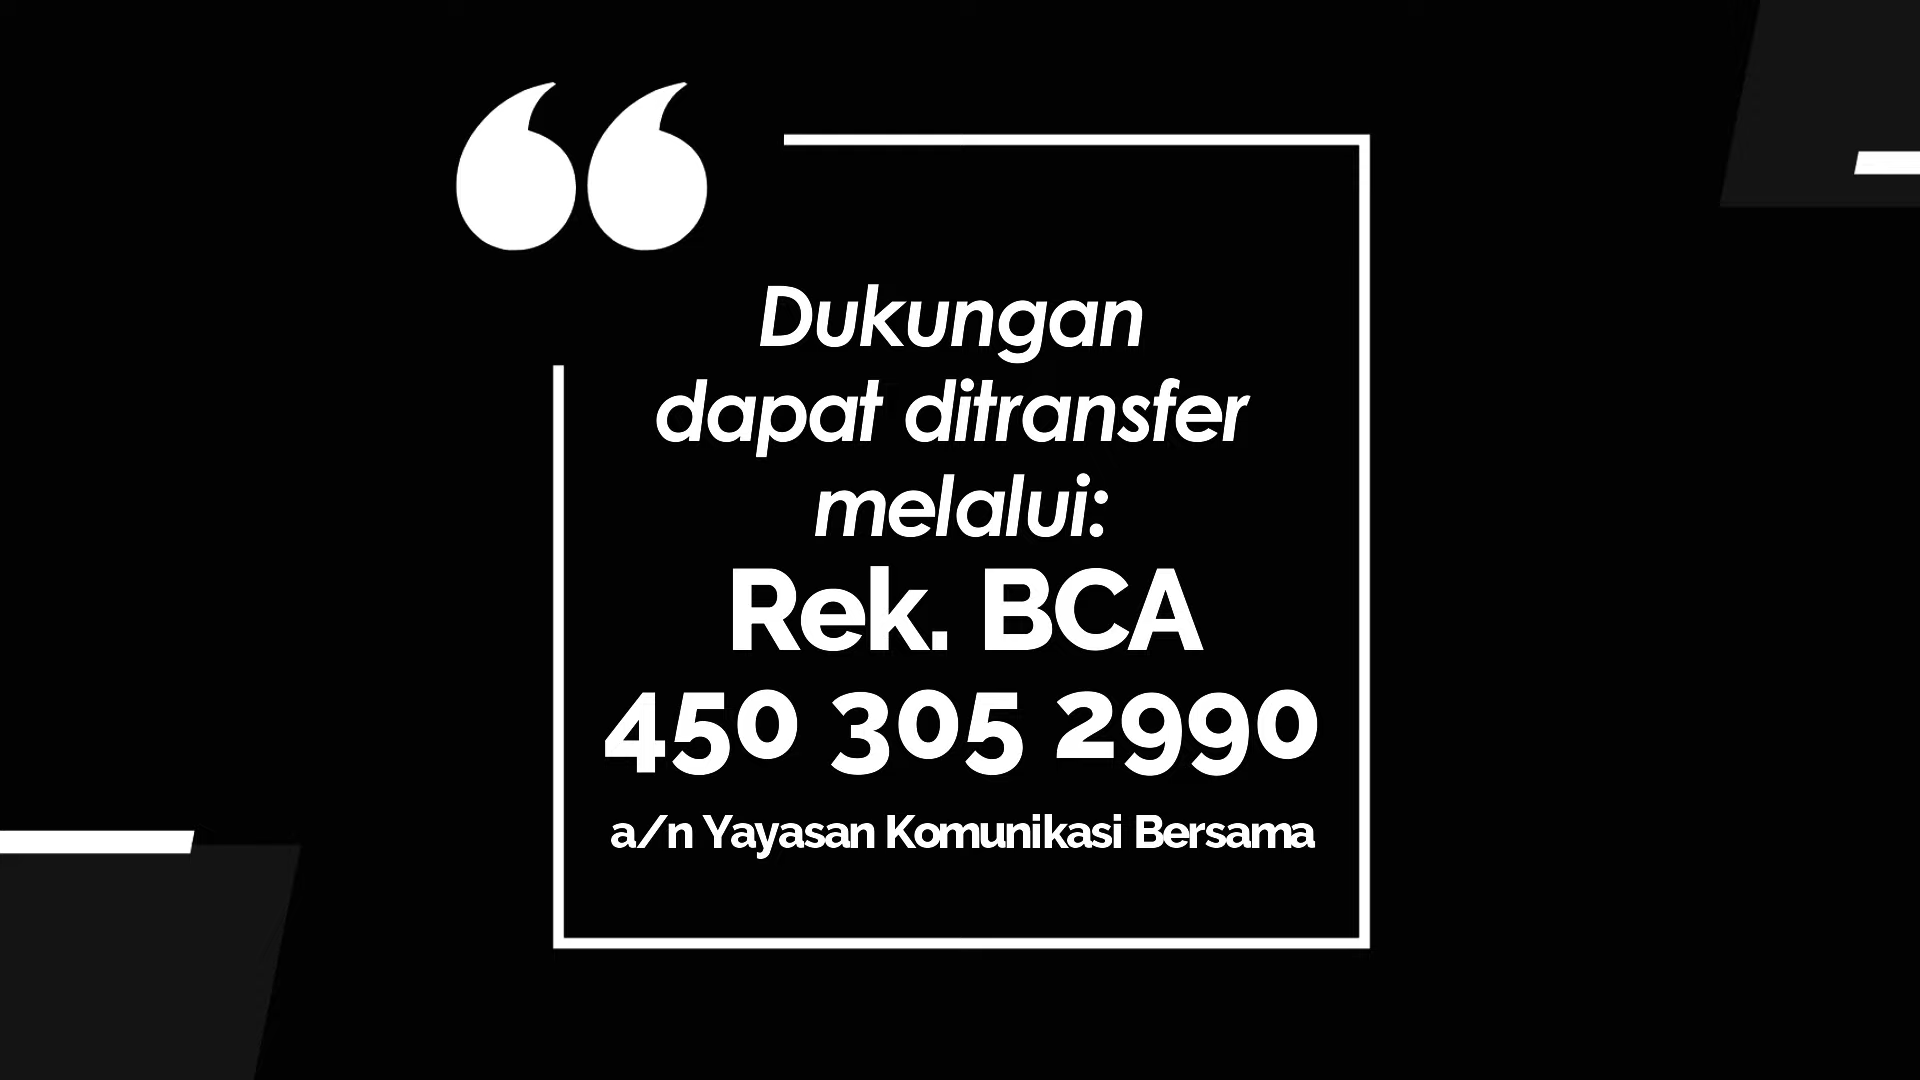 Dukungan
dapat ditransfer
melalui:
Rek. BCA
450 305 2990
a/n Yayasan Komunikasi Bersama